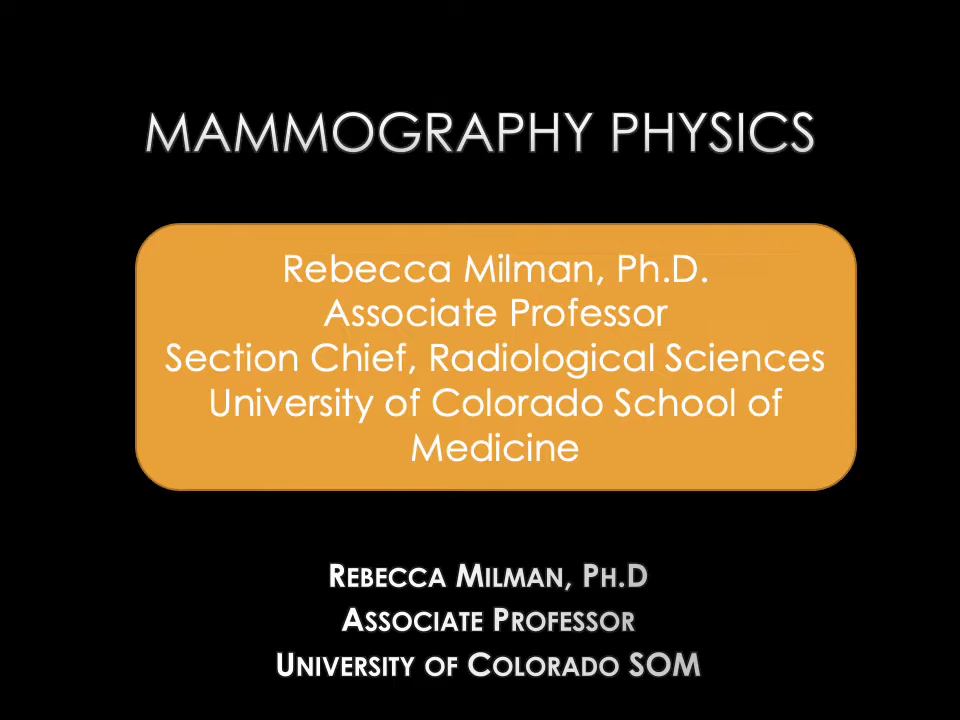 MAMMOGRAPHY PHYSICS
Rebecca Milman, Ph.D.
Associate Professor
Section Chief, Radiological Sciences
University of Colorado School of
Medicine
REBECCA MILMAN, PH.D
ASSOCIATE PROFESSOR
UNIVERSITY OF COLORADO SOM